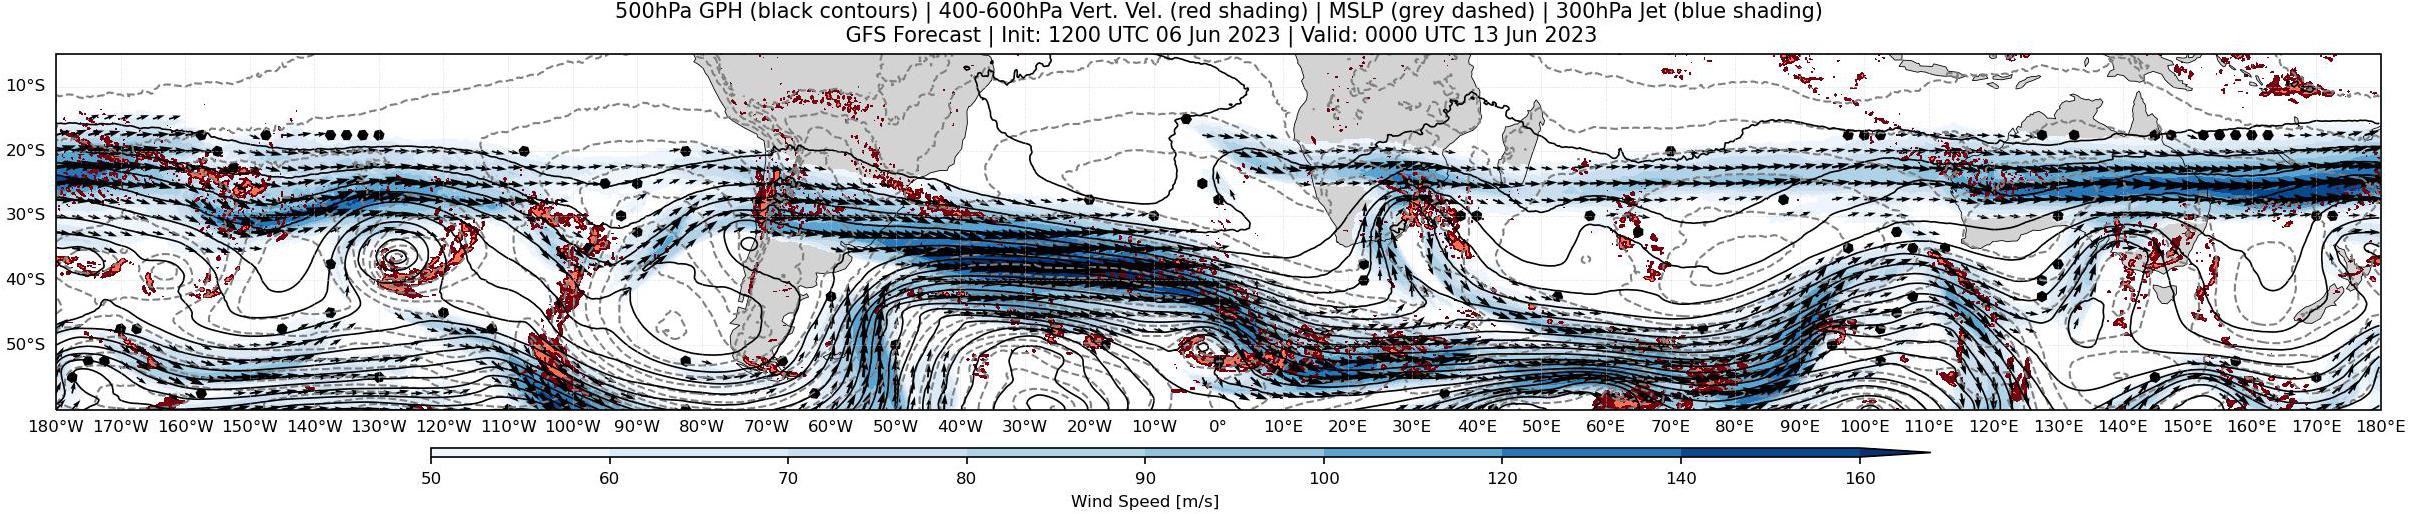 500hPa GPH (black contours) | 400-600hPa Vert. Vel. (red shading) | MSLP (grey dashed) | 300hPa Jet (blue shading)
GFS Forecast | Init: 1200 UTC 06 Jun 2023 | Valid: 0000 UTC 13 Jun 2023
10°S
20°S
30°S
40°S
50°S
180°W 170°W 160°W 150°W 140°W 130°W 120°W 110°W 100°W 90°W 80°W 70°W 60°W 50°W 40°W 30°W 20°W 10°W 0° 10°E 20°E 30°E 40°E 50°E 60°E 70°E 80°E 90°E 100°E 110°E 120°E 130°E 140°E 150°E 160°E 170°E 180°E
50 60 70 80 90 100 120 140 160
Wind Speed [m/s]